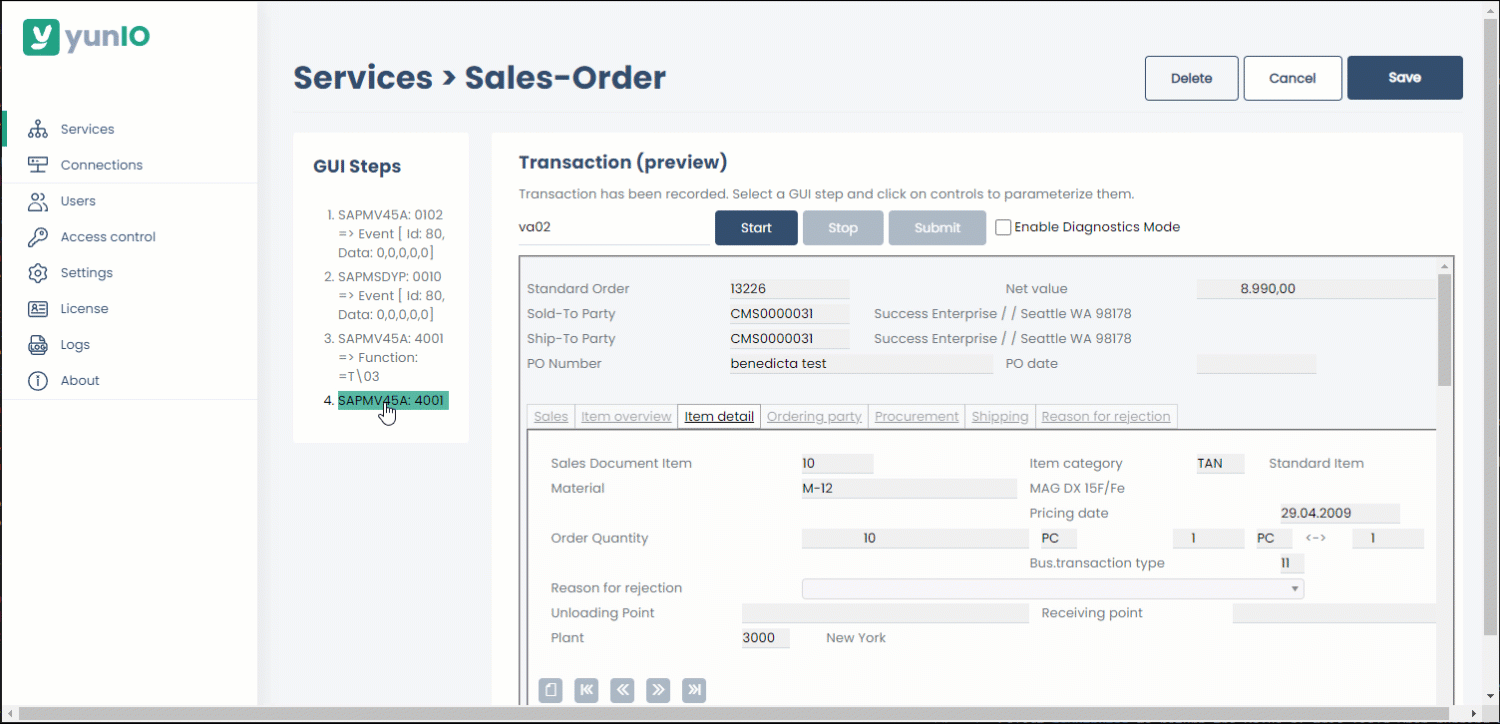 yunIO
Services
Connections
Users
Access control
Settings
License
Logs
About
Services > Sales-Order
Delete
Cancel
Save
GUI Steps
1. SAPMV45A: 0102
=> Event [ Id: 80,
Data: 0,0,0,0,0]
2. SAPMSDYP: 0010
=> Event [ Id: 80,
Data: 0,0,0,0,0]
3. SAPMV45A: 4001
=> Function:
=T\03
4. SAPMV45A: 4001
Transaction (preview)
Transaction has been recorded. Select a GUI step and click on controls to parameterize them.
va02 Start Stop Submit Enable Diagnostics Mode
Standard Order 13226 Net value 8.990,00
Sold-To Party CMS0000031 Success Enterprise / / Seattle WA 98178
Ship-To Party CMS0000031 Success Enterprise / / Seattle WA 98178
PO Number benedicta test PO date
Sales Item overview Item detail Ordering party Procurement Shipping Reason for rejection
Sales Document Item 10 Item category TAN Standard Item
Material M-12 MAG DX 15F/Fe
Pricing date 29.04.2009
Order Quantity 10 PC 1 PC <-> 1
Bus.transaction type 11
Reason for rejection
Unloading Point Receiving point
Plant 3000 New York